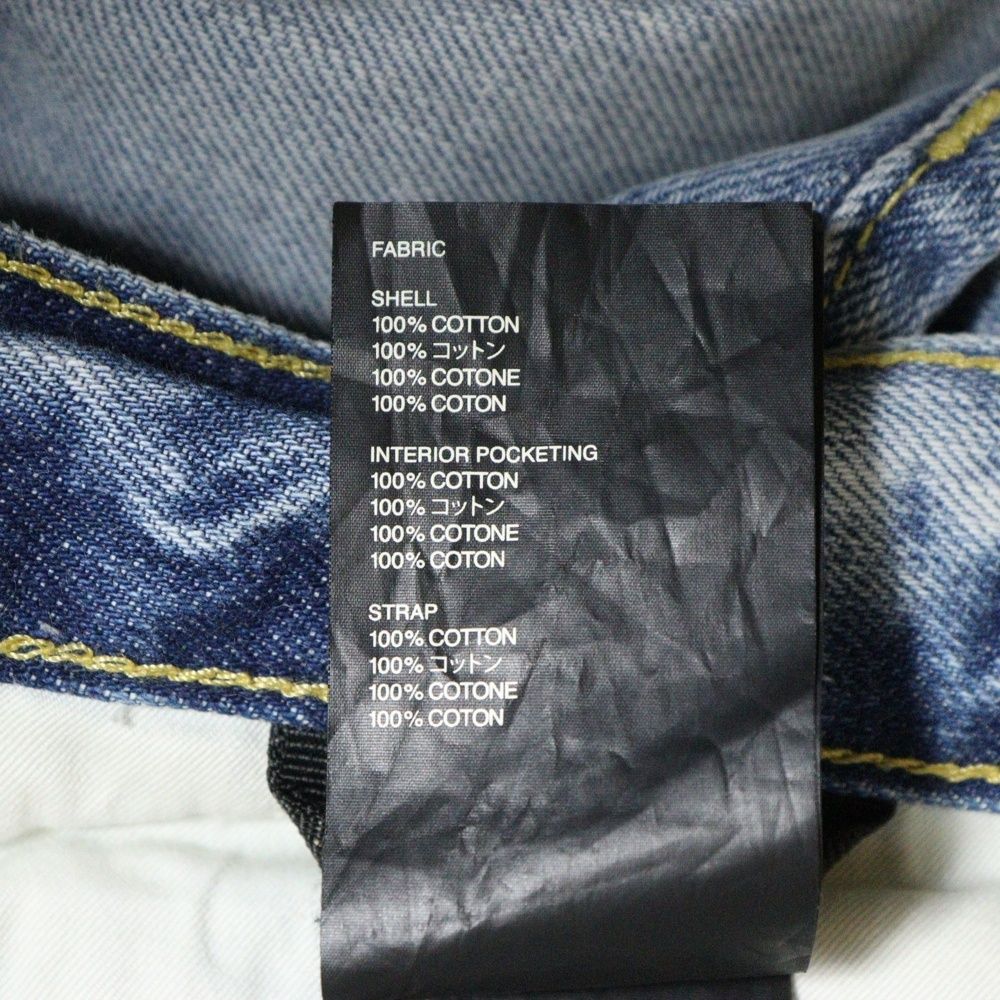 FABRIC
SHELL
100% COTTON
100% コットン
100% COTONE
100% COTON
INTERIOR POCKETING
100% COTTON
100% コットン
100% COTONE
100% COTON
STRAP
100% COTTON
100% コットン
100% COTONE
100% COTON